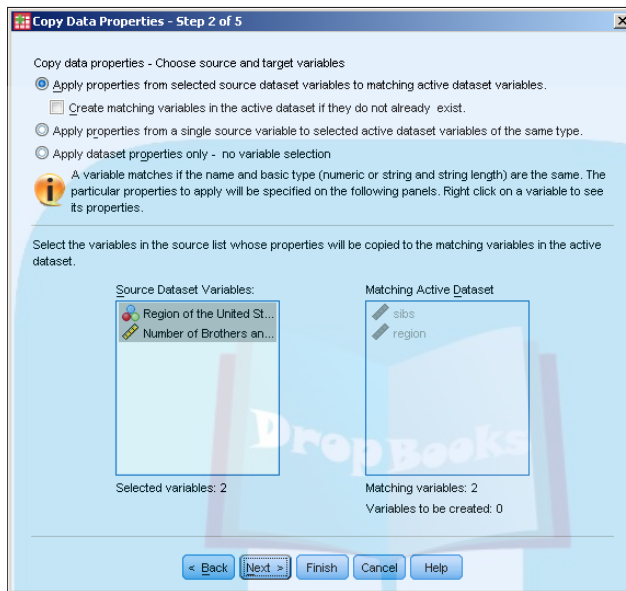 Copy Data Properties - Step 2 of 5
Copy data properties - Choose source and target variables
Apply properties from selected source dataset variables to matching active dataset variables.
Create matching variables in the active dataset if they do not already exist.
Apply properties from a single source variable to selected active dataset variables of the same type.
Apply dataset properties only - no variable selection
A variable matches if the name and basic type (numeric or string and string length) are the same. The
particular properties to apply will be specified on the following panels. Right click on a variable to see
its properties.
Select the variables in the source list whose properties will be copied to the matching variables in the active
dataset.
Source Dataset Variables:
Region of the United St...
Number of Brothers an...
Selected variables: 2
Matching Active Dataset
sibs
region
Matching variables: 2
Variables to be created: 0
DropBooks
< Back
Next >
Finish
Cancel
Help